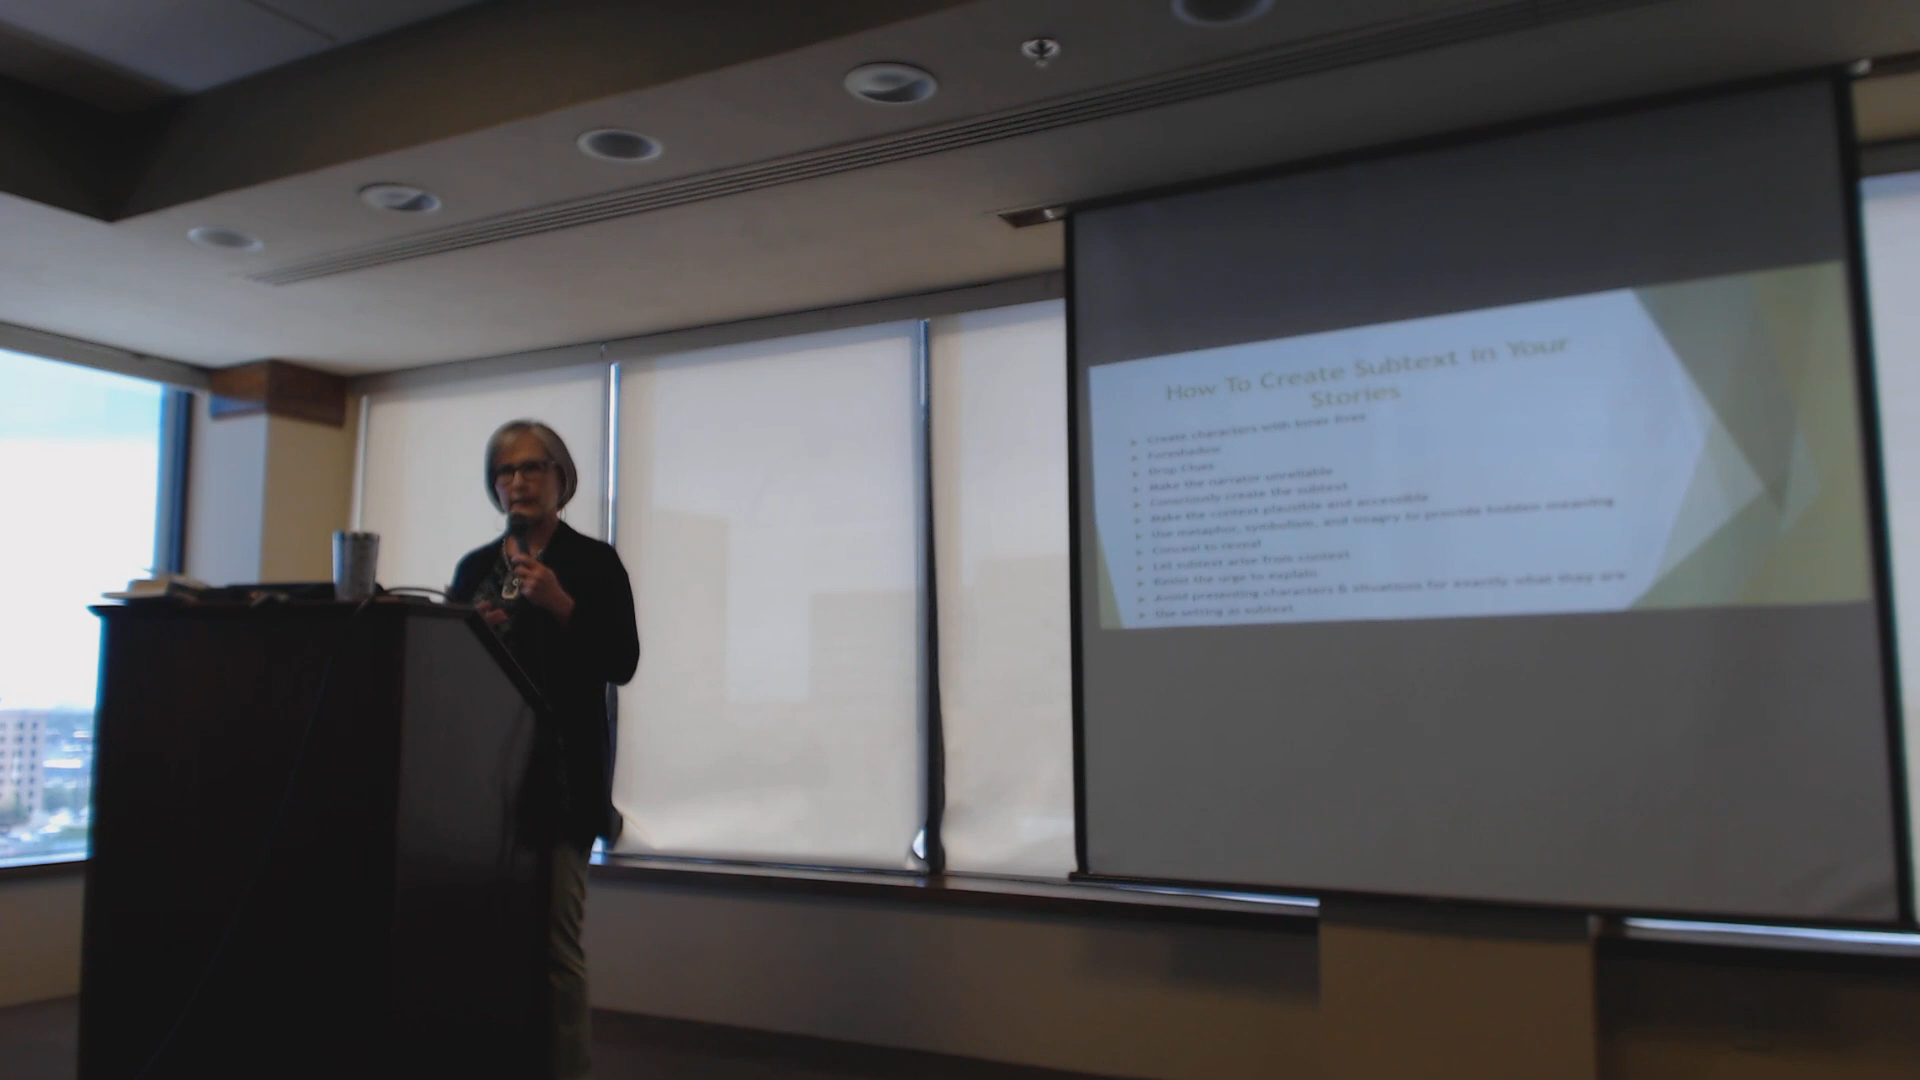 How To Create Subtext in Your
Stories
Create characters with inner lives
Foreshadow
Drop Clues
Make the narrator unreliable
Consciously create the subtext
Make the context plausible and accessible
Use metaphor, symbolism, and imagry to provide hidden meaning
Conceal to reveal
Let subtext arise from context
Resist the urge to explain
Avoid presenting characters & situations for exactly what they are
Use setting as subtext